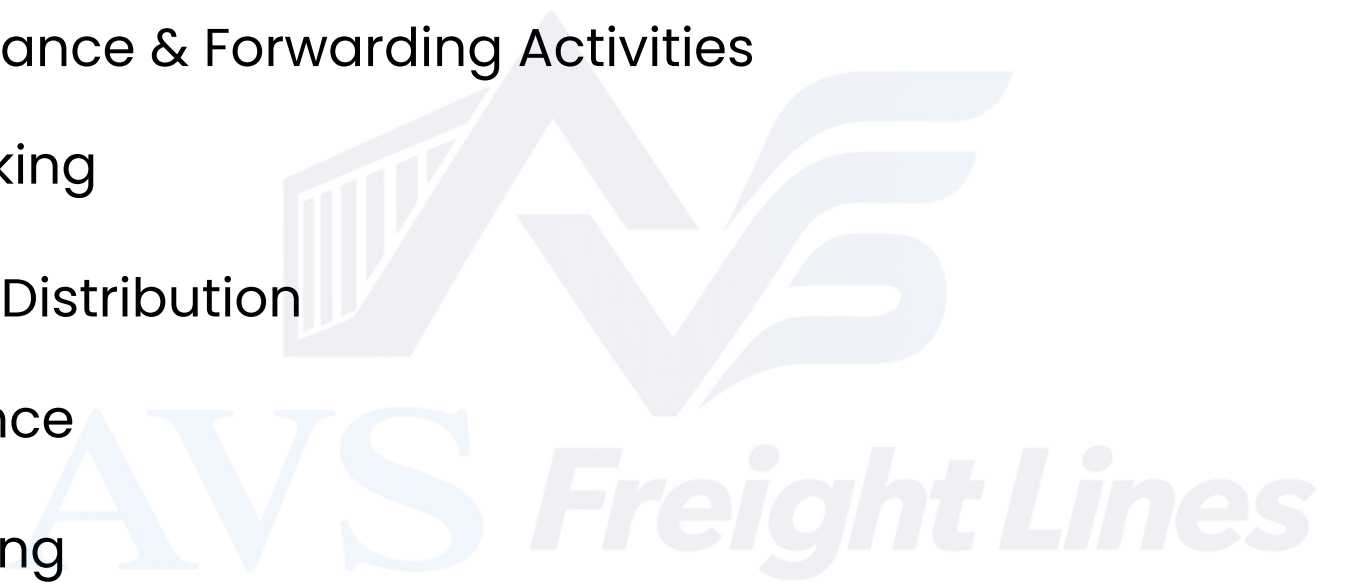 ance & Forwarding Activities
king
Distribution
nce
ng
AVS Freight Lines